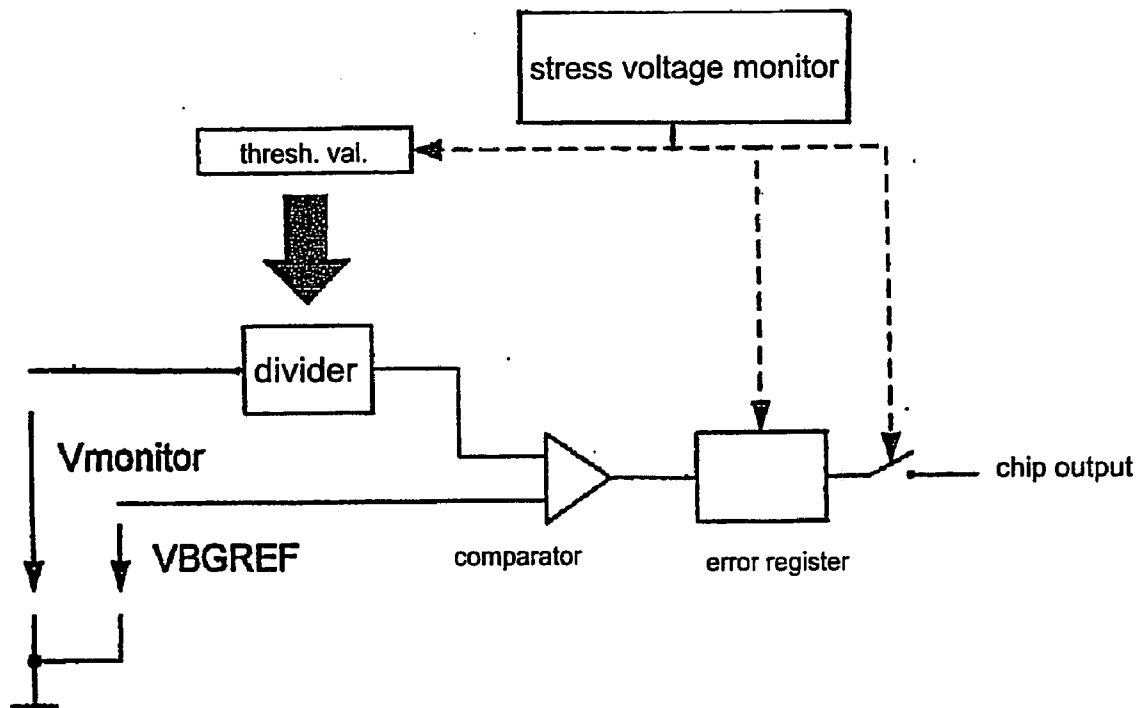 stress voltage monitor
thresh. val.
divider
Vmonitor
chip output
VBGREF
comparator
error register